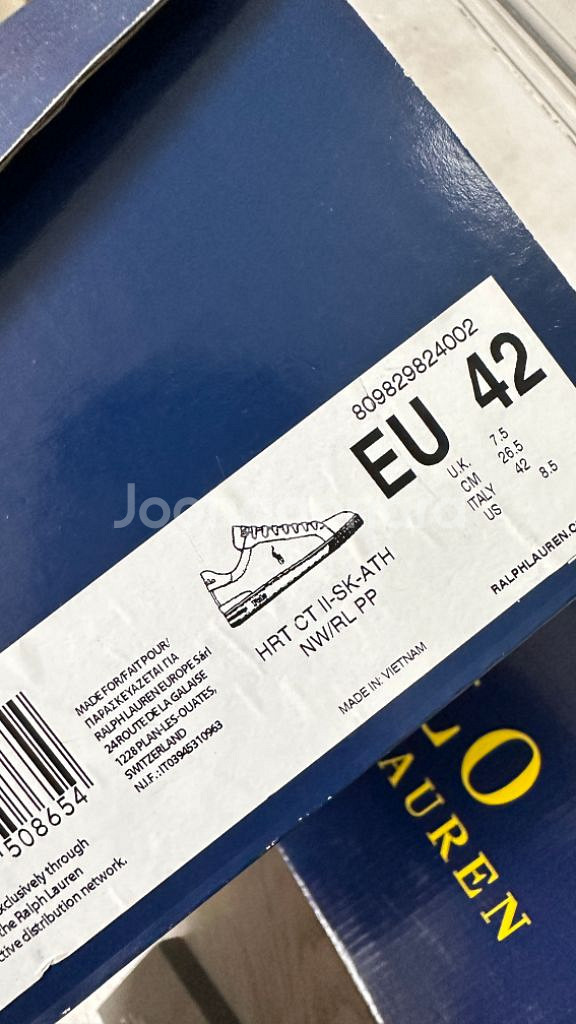 809829824002
EU 42
U.K. 7.5
CM 26.5
ITALY 42
US 8.5
RALPHLAUREN.C
HRT CT II-SK-ATH
NW/RL PP
MADE IN: VIETNAM
MADE FOR/FAIT POUR/
ΠΑΡΑΣΚΕΥΑΖΕΤΑΙ ΓΙΑ
RALPH LAUREN EUROPE Sàrl
24 ROUTE DE LA GALAISE
1228 PLAN-LES-OUATES,
SWITZERLAND
N.I.F.: IT03945310963
508654
xclusively through
he Ralph Lauren
ctive distribution network.
LO
AUREN